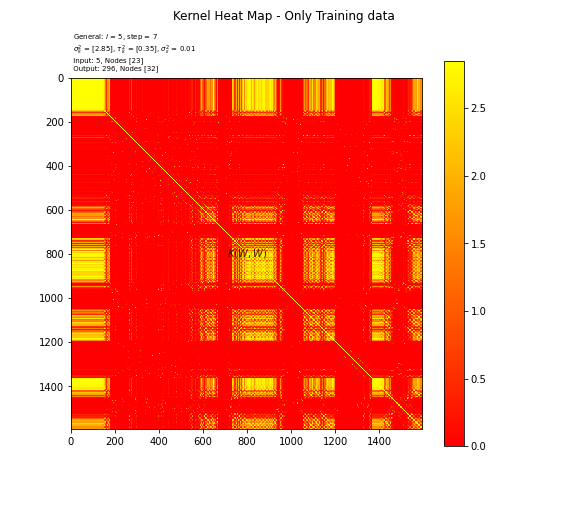 Kernel Heat Map - Only Training data
General: l = 5, step = 7
σ_k^2 = [2.85], τ_k^2 = [0.35], σ_ε^2 = 0.01
Input: 5, Nodes [23]
Output: 296, Nodes [32]
0
200
400
600
800
1000
1200
1400
0 200 400 600 800 1000 1200 1400
K(W, W)
2.5
2.0
1.5
1.0
0.5
0.0